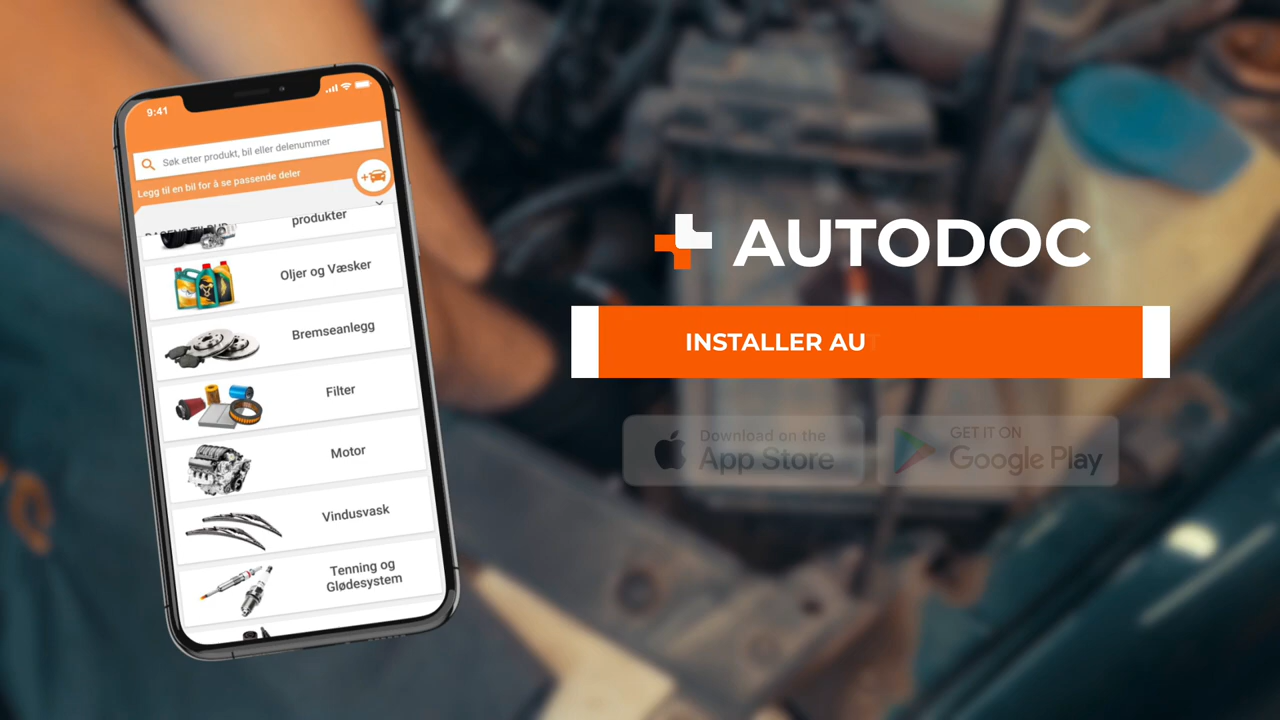 9:41
Søk etter produkt, bil eller delenummer
Legg til en bil for å se passende deler
produkter
Oljer og Væsker
Bremseanlegg
Filter
Motor
Vindusvask
Tenning og
Glødesystem
AUTODOC
INSTALLER AUT
Download on the
App Store
GET IT ON
Google Play